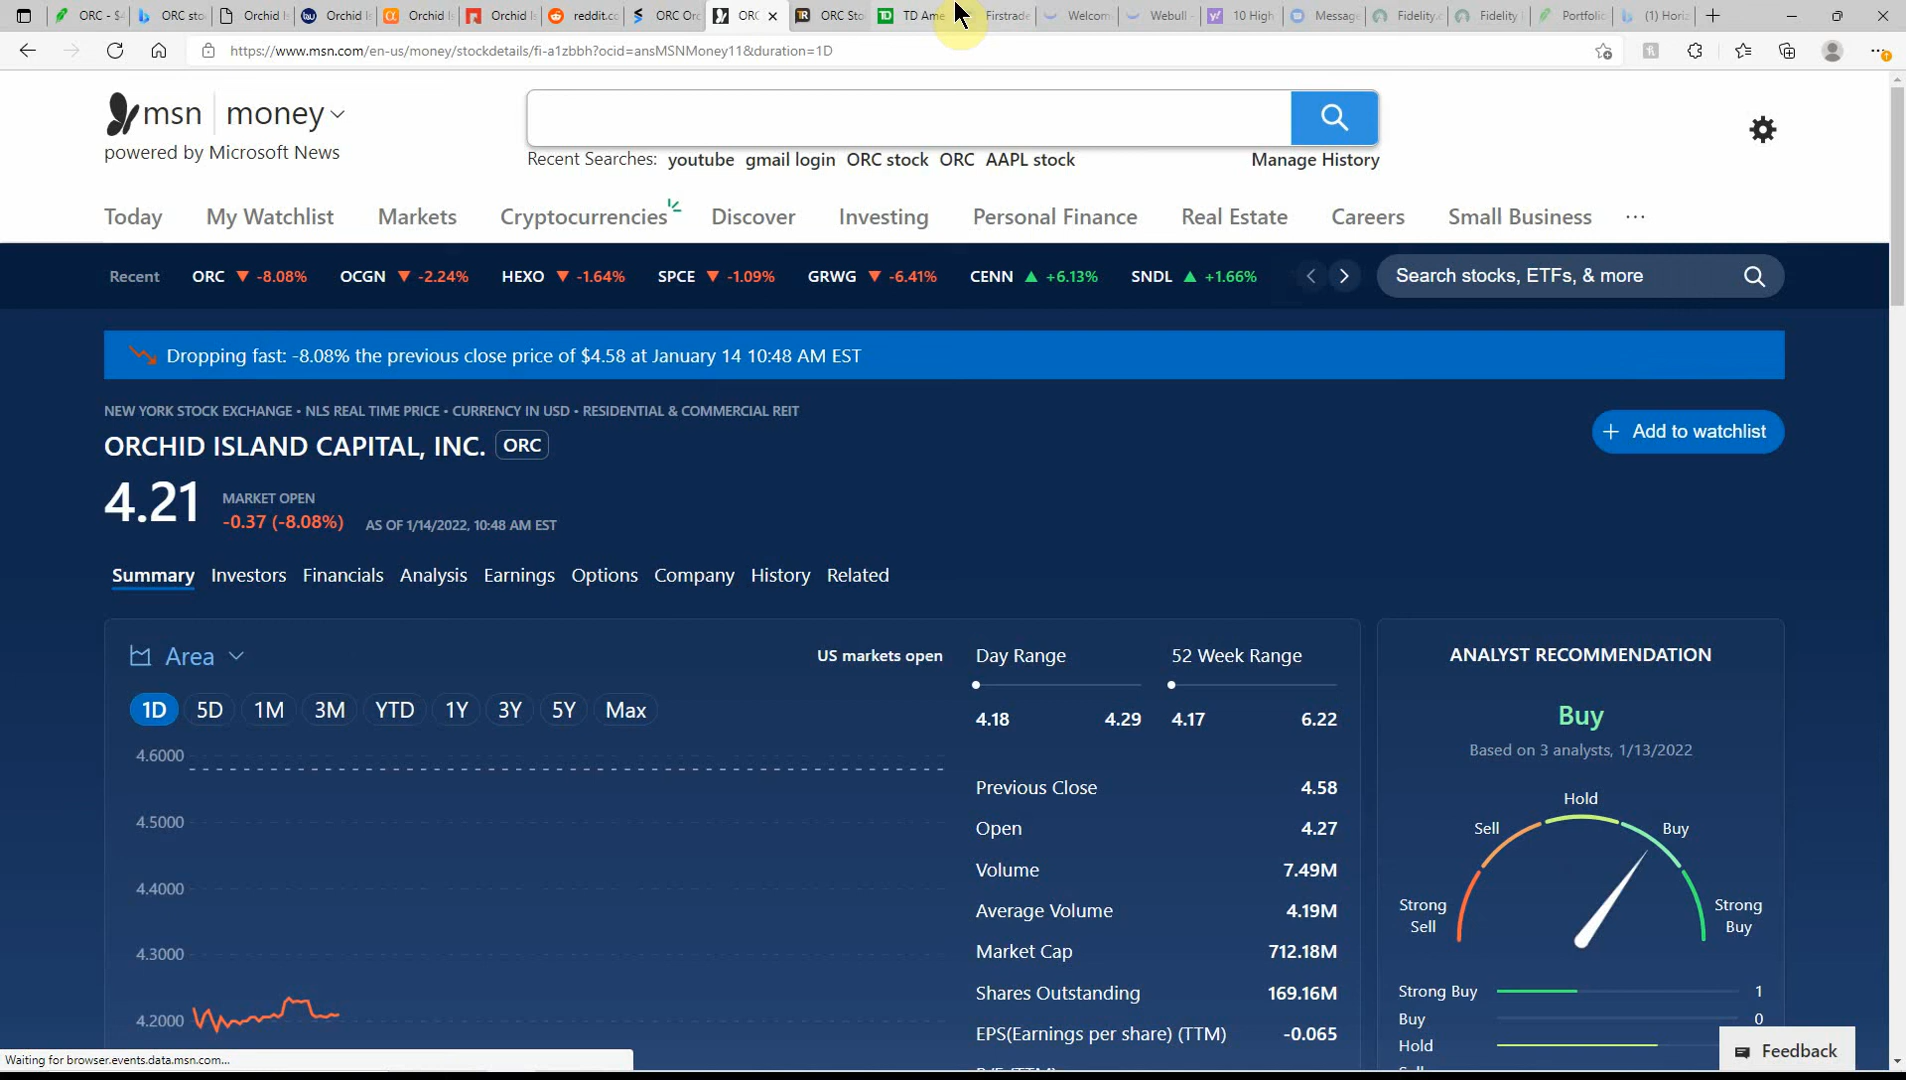 ORC - $4
ORC sto
Orchid Is
Orchid Is
Orchid Is
Orchid Is
reddit.co
ORC Orc
ORC
ORC Sto
TD Ame
Firstrade
Welcom
Webull -
10 High
Message
Fidelity.c
Fidelity
Portfolio
(1) Horiz
https://www.msn.com/en-us/money/stockdetails/fi-a1zbbh?ocid=ansMSNMoney11&duration=1D
msn money
powered by Microsoft News
Recent Searches: youtube gmail login ORC stock ORC AAPL stock Manage History
Today My Watchlist Markets Cryptocurrencies Discover Investing Personal Finance Real Estate Careers Small Business ...
Recent ORC ▼ -8.08% OCGN ▼ -2.24% HEXO ▼ -1.64% SPCE ▼ -1.09% GRWG ▼ -6.41% CENN ▲ +6.13% SNDL ▲ +1.66% Search stocks, ETFs, & more
Dropping fast: -8.08% the previous close price of $4.58 at January 14 10:48 AM EST
NEW YORK STOCK EXCHANGE • NLS REAL TIME PRICE • CURRENCY IN USD • RESIDENTIAL & COMMERCIAL REIT
ORCHID ISLAND CAPITAL, INC. ORC
+ Add to watchlist
4.21
MARKET OPEN
-0.37 (-8.08%) AS OF 1/14/2022, 10:48 AM EST
Summary Investors Financials Analysis Earnings Options Company History Related
Area
US markets open
1D 5D 1M 3M YTD 1Y 3Y 5Y Max
4.6000
4.5000
4.4000
4.3000
4.2000
Day Range
4.18 4.29
52 Week Range
4.17 6.22
Previous Close 4.58
Open 4.27
Volume 7.49M
Average Volume 4.19M
Market Cap 712.18M
Shares Outstanding 169.16M
EPS(Earnings per share) (TTM) -0.065
ANALYST RECOMMENDATION
Buy
Based on 3 analysts, 1/13/2022
Hold
Sell
Buy
Strong Sell
Strong Buy
Strong Buy 1
Buy 0
Hold
Feedback
Waiting for browser.events.data.msn.com...